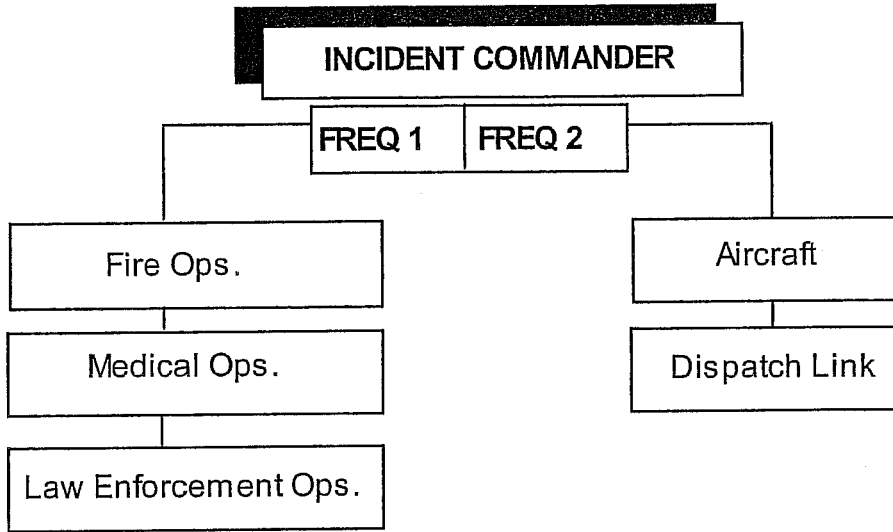 INCIDENT COMMANDER
FREQ 1
FREQ 2
Fire Ops.
Medical Ops.
Law Enforcement Ops.
Aircraft
Dispatch Link